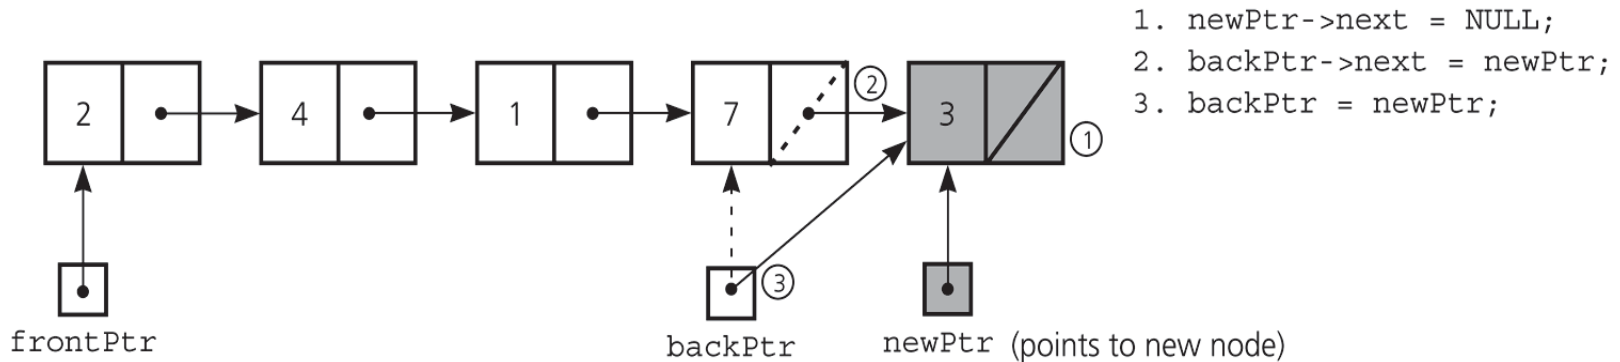 1. newPtr->next = NULL;
2. backPtr->next = newPtr;
3. backPtr = newPtr;
2 4 1 7 ② 3 ①
③
frontPtr backPtr newPtr (points to new node)